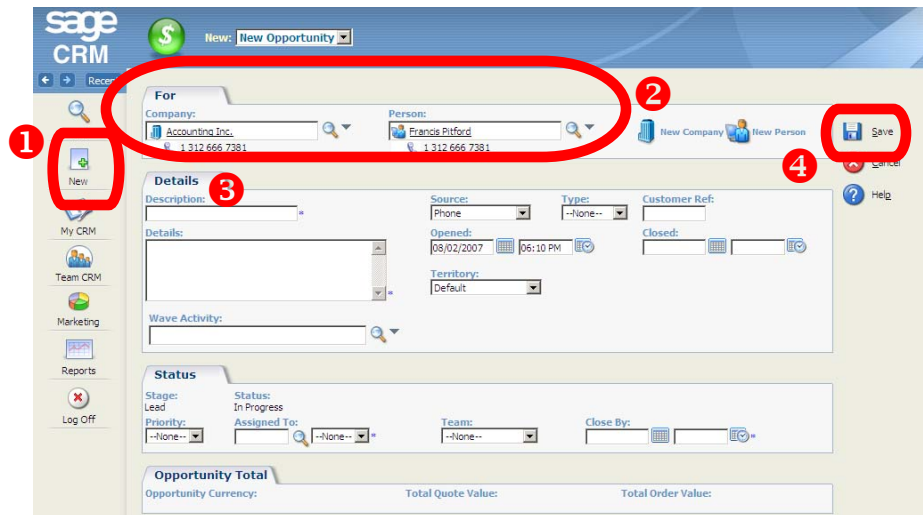 sage
CRM
New: New Opportunity
Recen
For
Company: Person:
Accounting Inc. Francis Pitford
1 312 666 7381 1 312 666 7381
New Company New Person
Save
Cancel
Help
1
2
3
4
New
My CRM
Team CRM
Marketing
Reports
Log Off
Details
Description: Source: Type: Customer Ref:
* Phone --None--
Details: Opened: Closed:
08/02/2007 06:10 PM
Territory:
* Default
Wave Activity:
Status
Stage: Status:
Lead In Progress
Priority: Assigned To: Team: Close By:
--None-- --None-- * --None-- *
Opportunity Total
Opportunity Currency: Total Quote Value: Total Order Value: